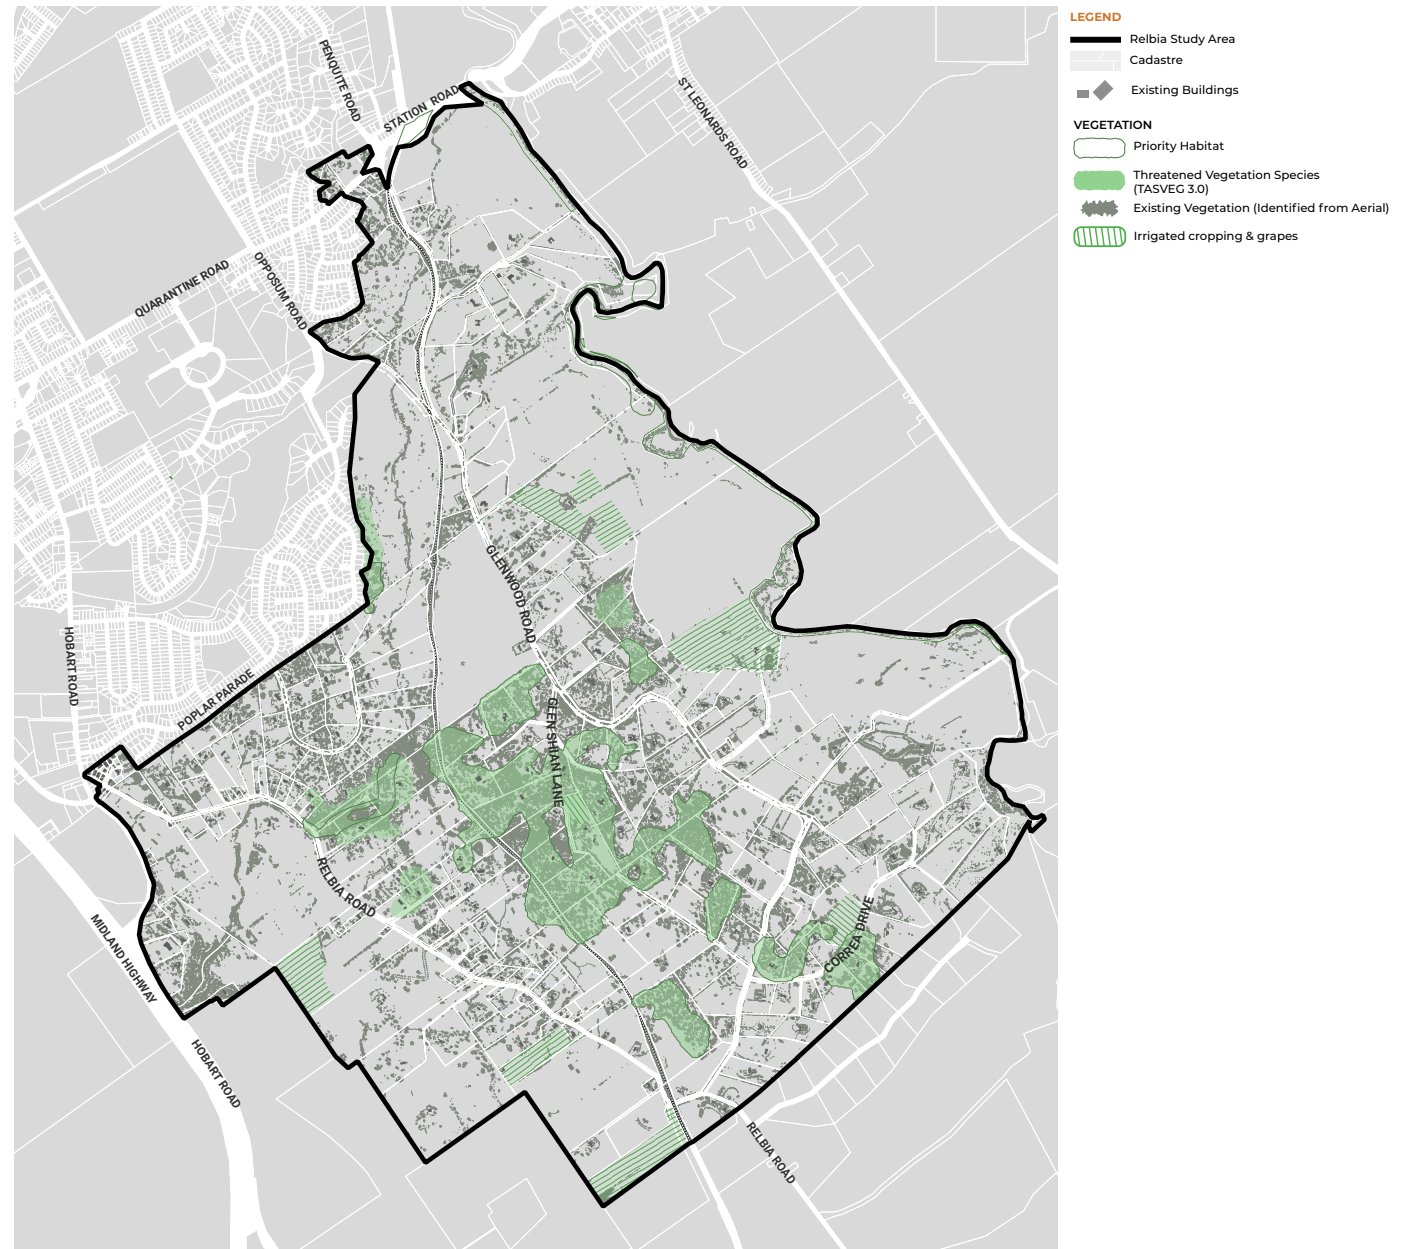 LEGEND
Relbia Study Area
Cadastre
Existing Buildings
VEGETATION
Priority Habitat
Threatened Vegetation Species
(TASVEG 3.0)
Existing Vegetation (Identified from Aerial)
Irrigated cropping & grapes
PENQUITE ROAD
STATION ROAD
ST LEONARDS ROAD
QUARANTINE ROAD
OPPOSUM ROAD
GLENWOOD ROAD
HOBART ROAD
POPLAR PARADE
GLEN SHIAN LANE
RELBIA ROAD
CORREA DRIVE
MIDLAND HIGHWAY
HOBART ROAD
RELBIA ROAD